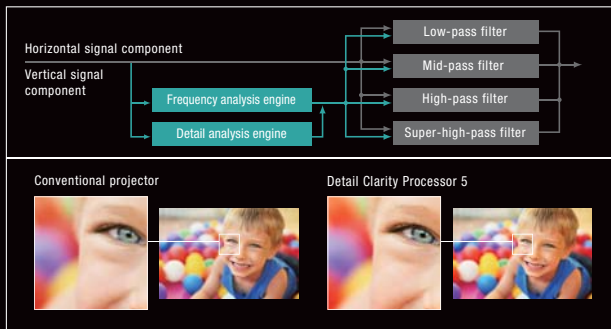 Horizontal signal component
Vertical signal
component
Frequency analysis engine
Detail analysis engine
Low-pass filter
Mid-pass filter
High-pass filter
Super-high-pass filter
Conventional projector
Detail Clarity Processor 5